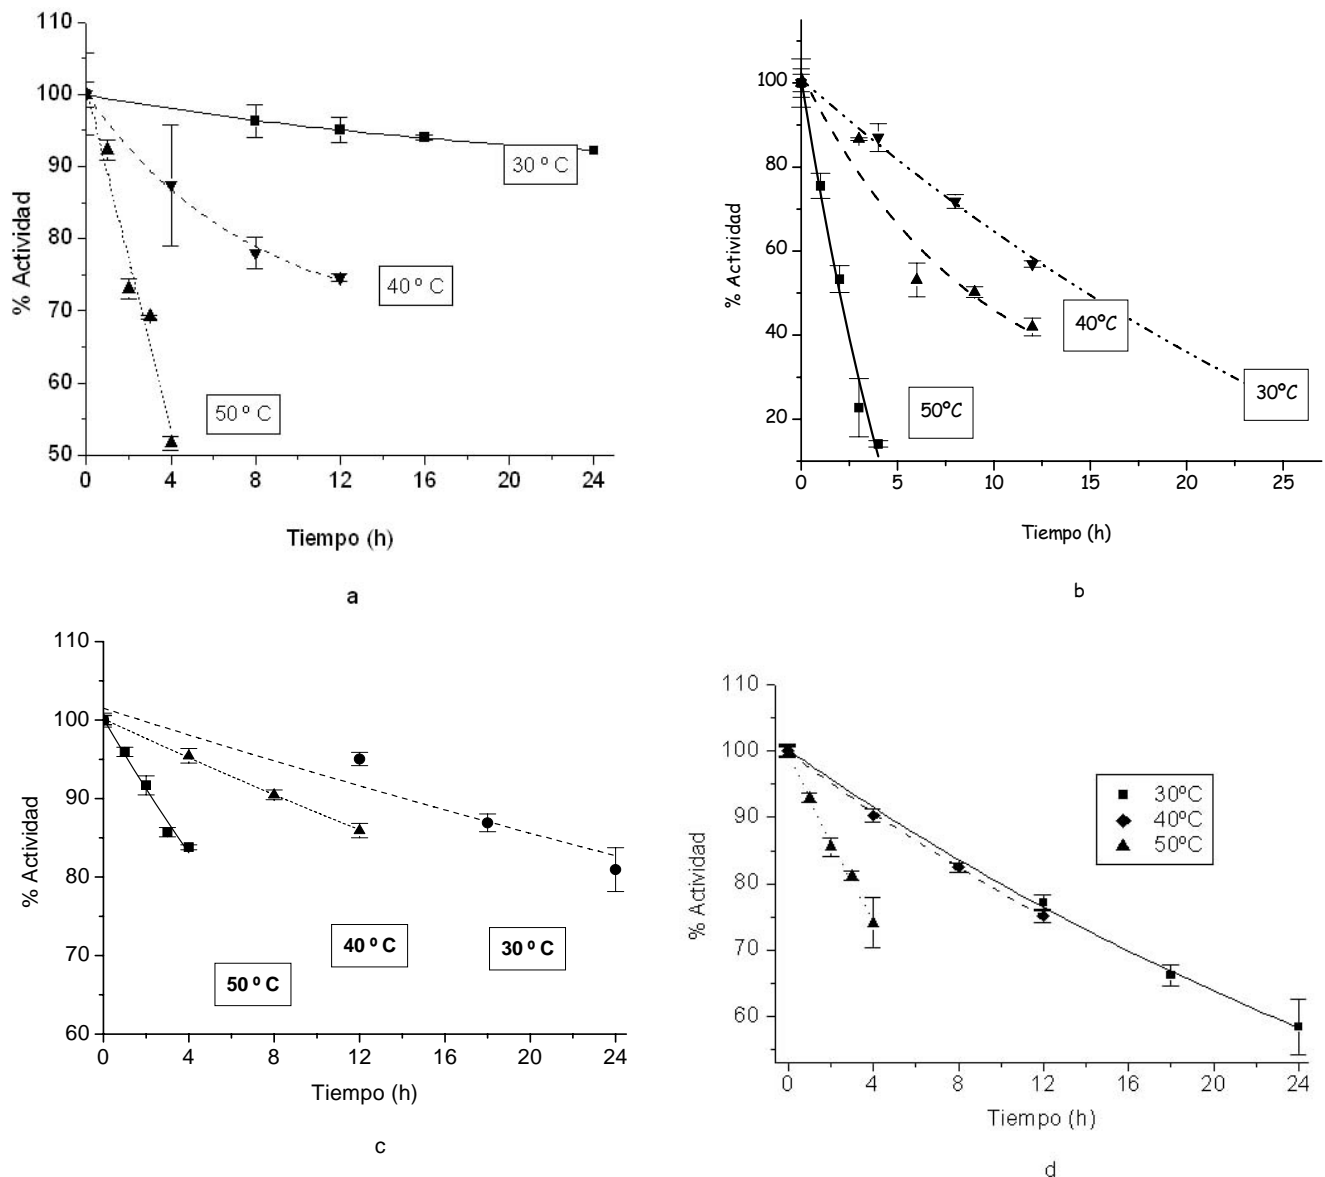 110
100
90
80
70
60
50
% Actividad
30 º C
40 º C
50 º C
0 4 8 12 16 20 24
Tiempo (h)
a
100
80
60
40
20
% Actividad
40ºC
30ºC
50ºC
0 5 10 15 20 25
Tiempo (h)
b
110
100
90
80
70
60
% Actividad
40 º C
30 º C
50 º C
0 4 8 12 16 20 24
Tiempo (h)
c
110
100
90
80
70
60
% Actividad
30ºC
40ºC
50ºC
0 4 8 12 16 20 24
Tiempo (h)
d